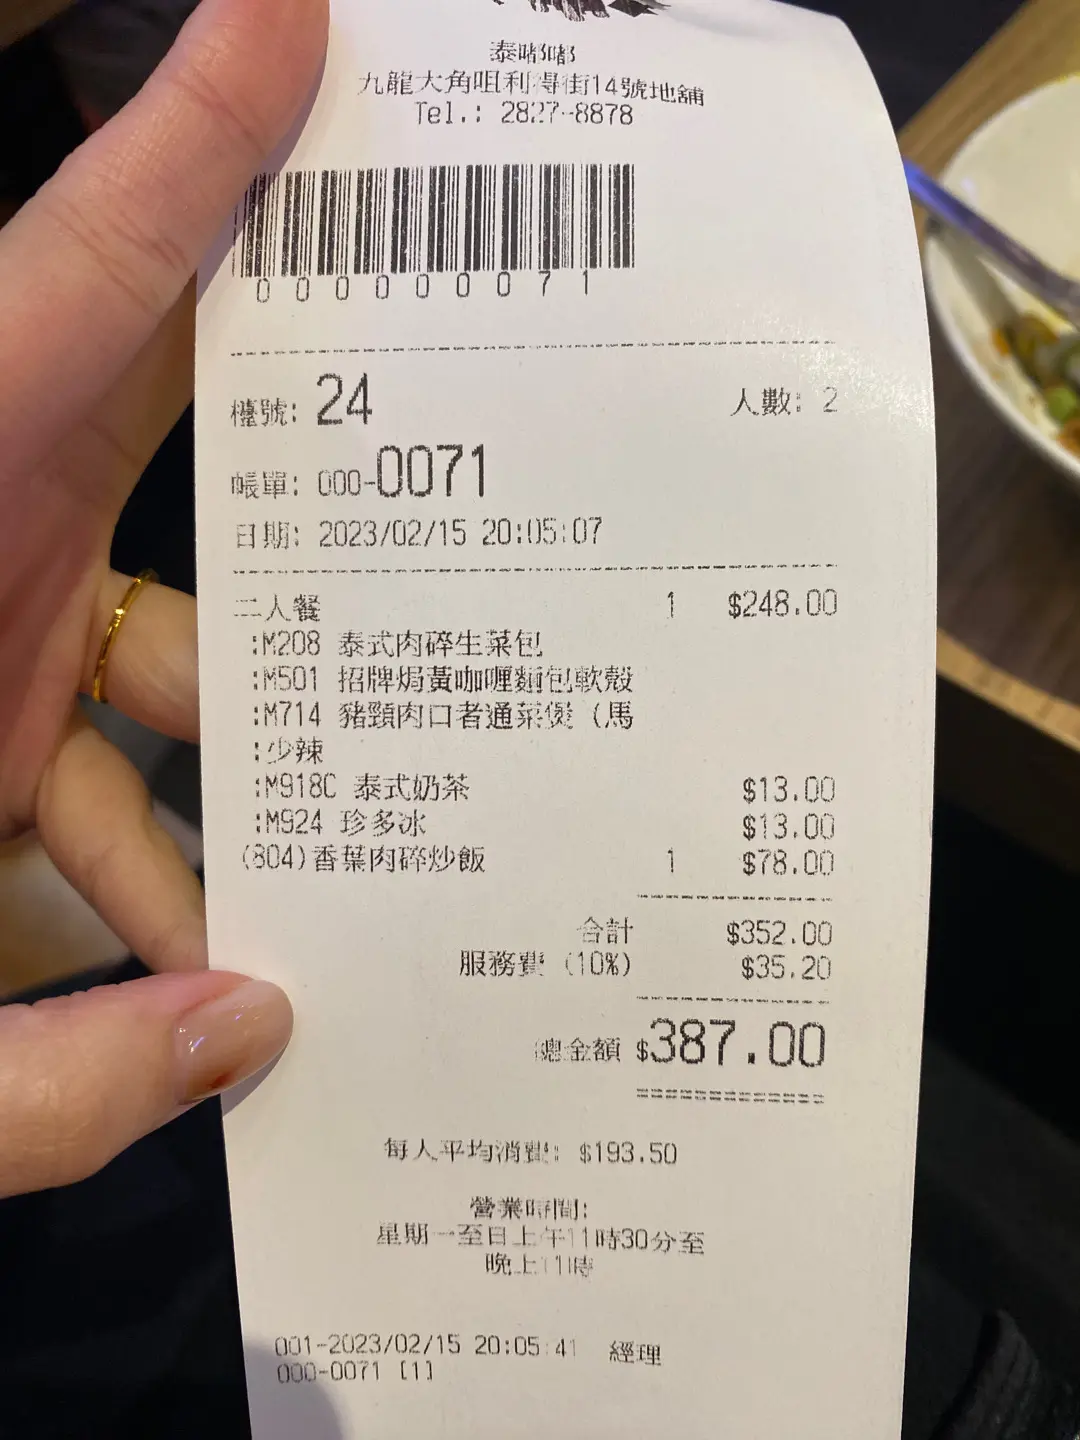 泰嘟嘟
九龍大角咀利得街14號地舖
Tel.: 2827-8878
000000071
檯號: 24 人數: 2
帳單: 000-0071
日期: 2023/02/15 20:05:07
二人餐 1 $248.00
:M208 泰式肉碎生菜包
:M501 招牌焗黃咖喱麵包軟殼
:M714 豬頸肉口者通菜煲 (馬
:少辣
:M918C 泰式奶茶 $13.00
:M924 珍多冰 $13.00
(804)香葉肉碎炒飯 1 $78.00
合計 $352.00
服務費 (10%) $35.20
總金額 $387.00
每人平均消費: $193.50
營業時間:
星期一至日上午11時30分至
晚上11時
001-2023/02/15 20:05:41 經理
000-0071 [1]